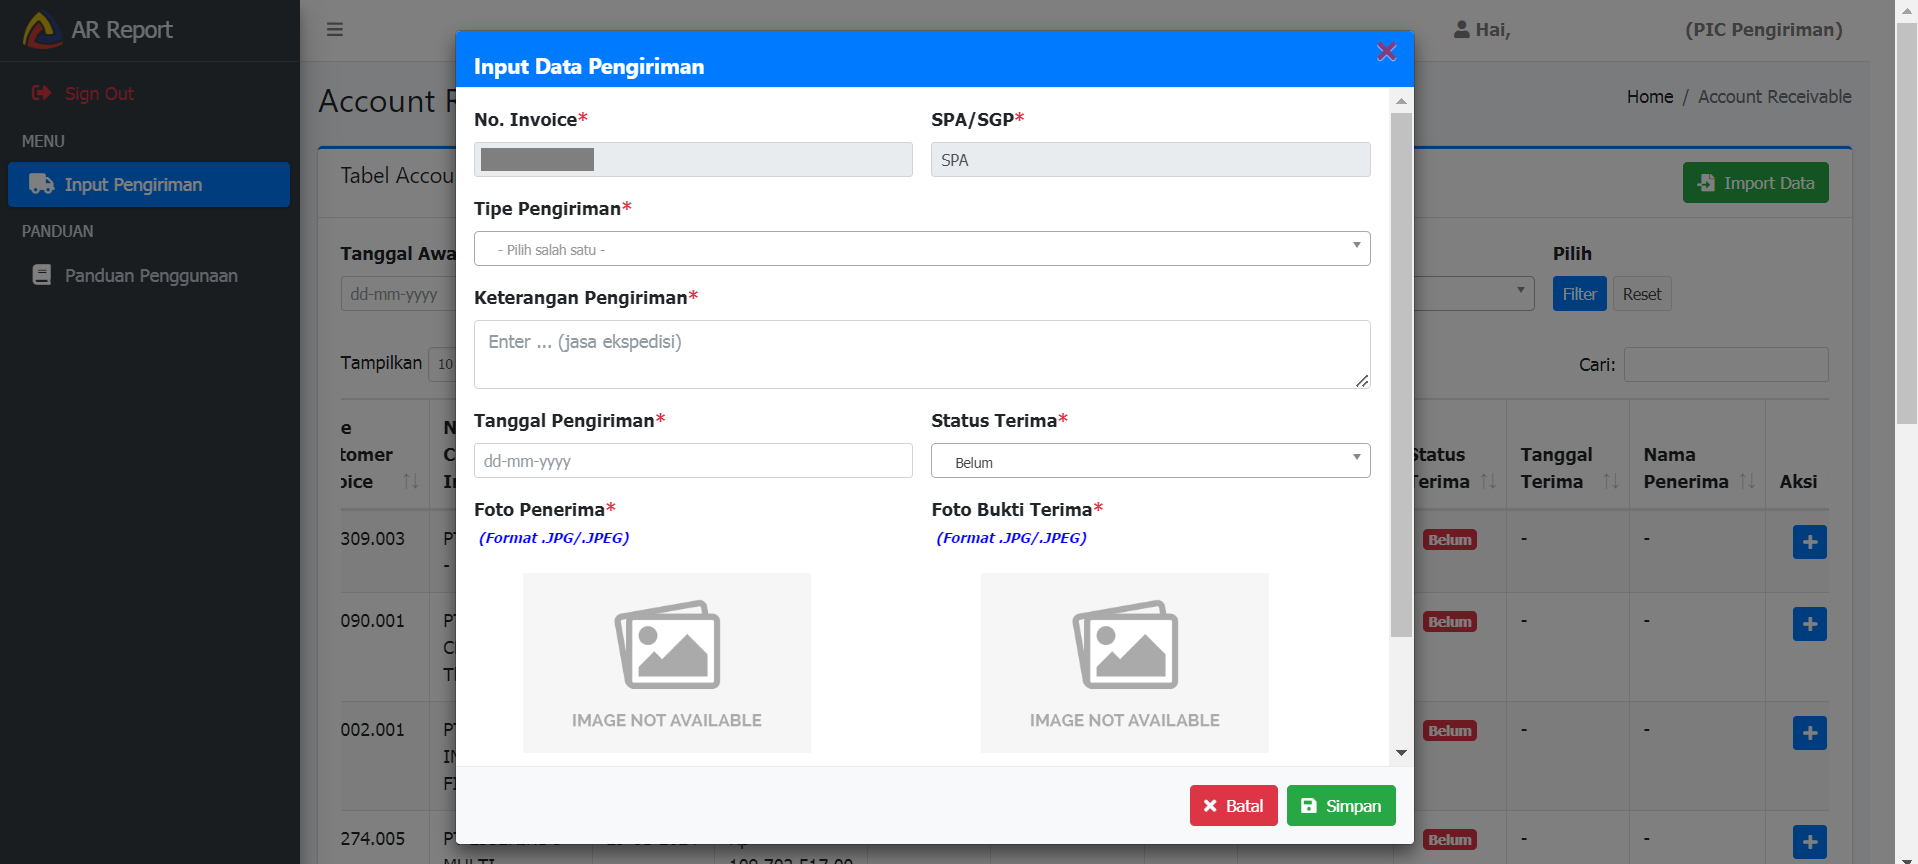 AR Report
Hai,
(PIC Pengiriman)
Sign Out
MENU
Input Pengiriman
PANDUAN
Panduan Penggunaan
Account
Home / Account Receivable
Tabel Accou
Import Data
Tanggal Awa
Pilih
dd-mm-yyyy
Filter
Reset
Tampilkan 10
Cari:
Status Terima
Tanggal Terima
Nama Penerima
Aksi
309.003
Belum - -
090.001
Belum - -
002.001
Belum - -
274.005
Belum - -
Input Data Pengiriman
No. Invoice*
SPA/SGP*
SPA
Tipe Pengiriman*
- Pilih salah satu -
Keterangan Pengiriman*
Enter ... (jasa ekspedisi)
Tanggal Pengiriman*
Status Terima*
dd-mm-yyyy
Belum
Foto Penerima*
Foto Bukti Terima*
(Format .JPG/.JPEG)
(Format .JPG/.JPEG)
IMAGE NOT AVAILABLE
IMAGE NOT AVAILABLE
Batal
Simpan